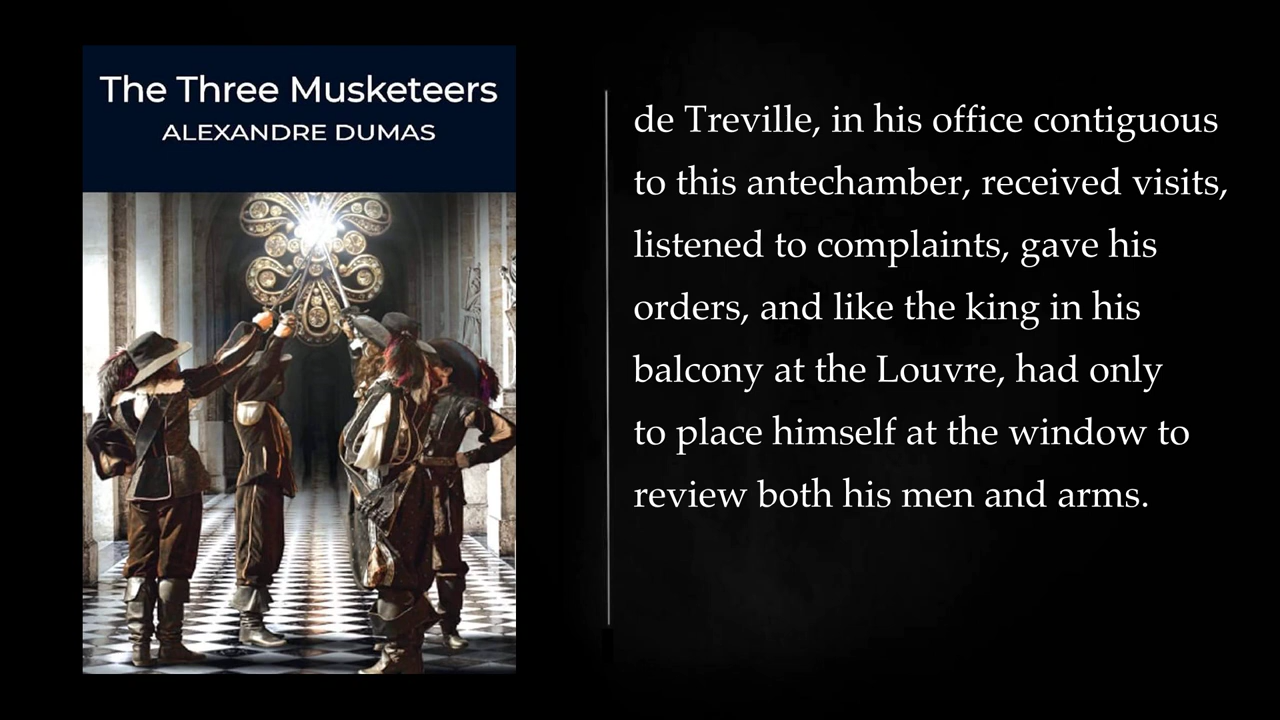 The Three Musketeers
ALEXANDRE DUMAS
de Treville, in his office contiguous
to this antechamber, received visits,
listened to complaints, gave his
orders, and like the king in his
balcony at the Louvre, had only
to place himself at the window to
review both his men and arms.